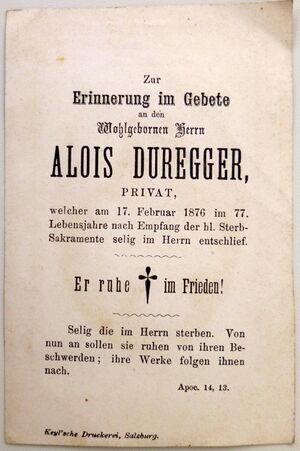 Zur
Erinnerung im Gebete
an den
Wohlgebornen Herrn
ALOIS DUREGGER,
PRIVAT,
welcher am 17. Februar 1876 im 77.
Lebensjahre nach Empfang der hl. Sterb-
Sakramente selig im Herrn entschlief.
Er ruhe † im Frieden!
Selig die im Herrn sterben. Von
nun an sollen sie ruhen von ihren Be-
schwerden; ihre Werke folgen ihnen
nach.
Apoc. 14, 13.
Keyl'sche Druckerei, Salzburg.